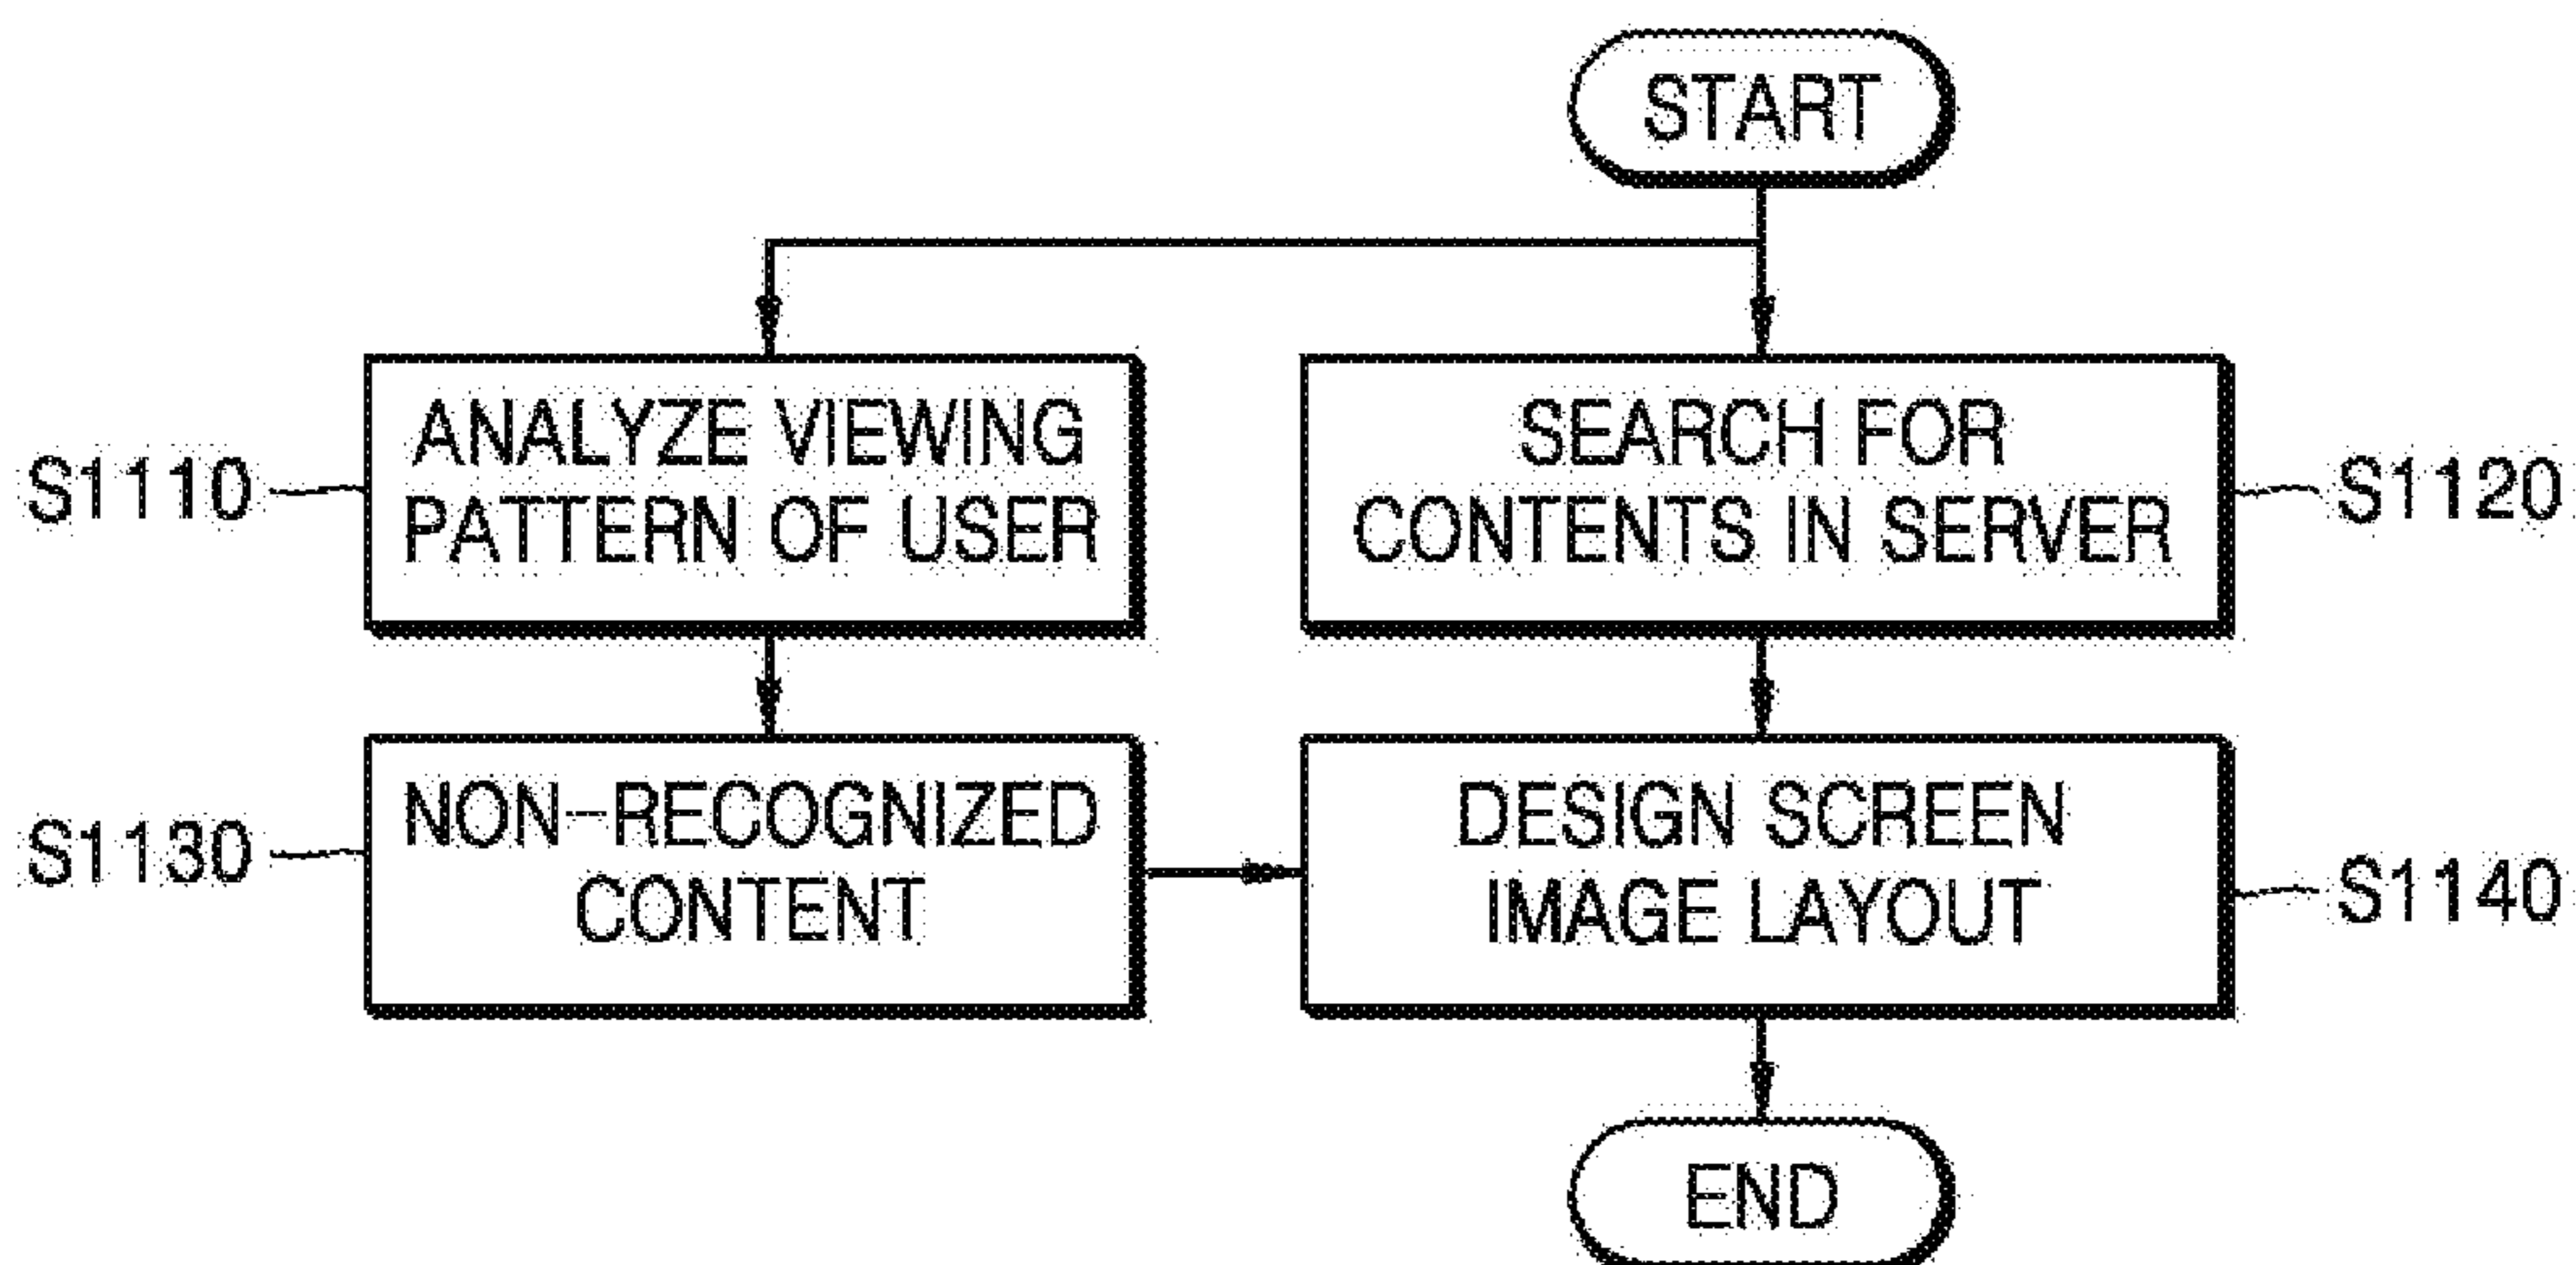 START
ANALYZE VIEWING
PATTERN OF USER
S1110
SEARCH FOR
CONTENTS IN SERVER
S1120
NON-RECOGNIZED
CONTENT
S1130
DESIGN SCREEN
IMAGE LAYOUT
S1140
END